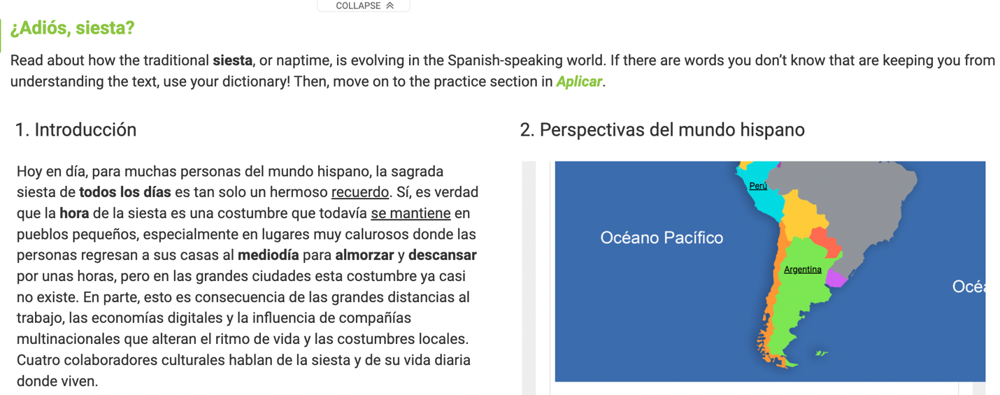 COLLAPSE
¿Adiós, siesta?
Read about how the traditional siesta, or naptime, is evolving in the Spanish-speaking world. If there are words you don’t know that are keeping you from
understanding the text, use your dictionary! Then, move on to the practice section in Aplicar.
1. Introducción
Hoy en día, para muchas personas del mundo hispano, la sagrada
siesta de todos los días es tan solo un hermoso recuerdo. Sí, es verdad
que la hora de la siesta es una costumbre que todavía se mantiene en
pueblos pequeños, especialmente en lugares muy calurosos donde las
personas regresan a sus casas al mediodía para almorzar y descansar
por unas horas, pero en las grandes ciudades esta costumbre ya casi
no existe. En parte, esto es consecuencia de las grandes distancias al
trabajo, las economías digitales y la influencia de compañías
multinacionales que alteran el ritmo de vida y las costumbres locales.
Cuatro colaboradores culturales hablan de la siesta y de su vida diaria
donde viven.
2. Perspectivas del mundo hispano
Perú
Océano Pacífico
Argentina